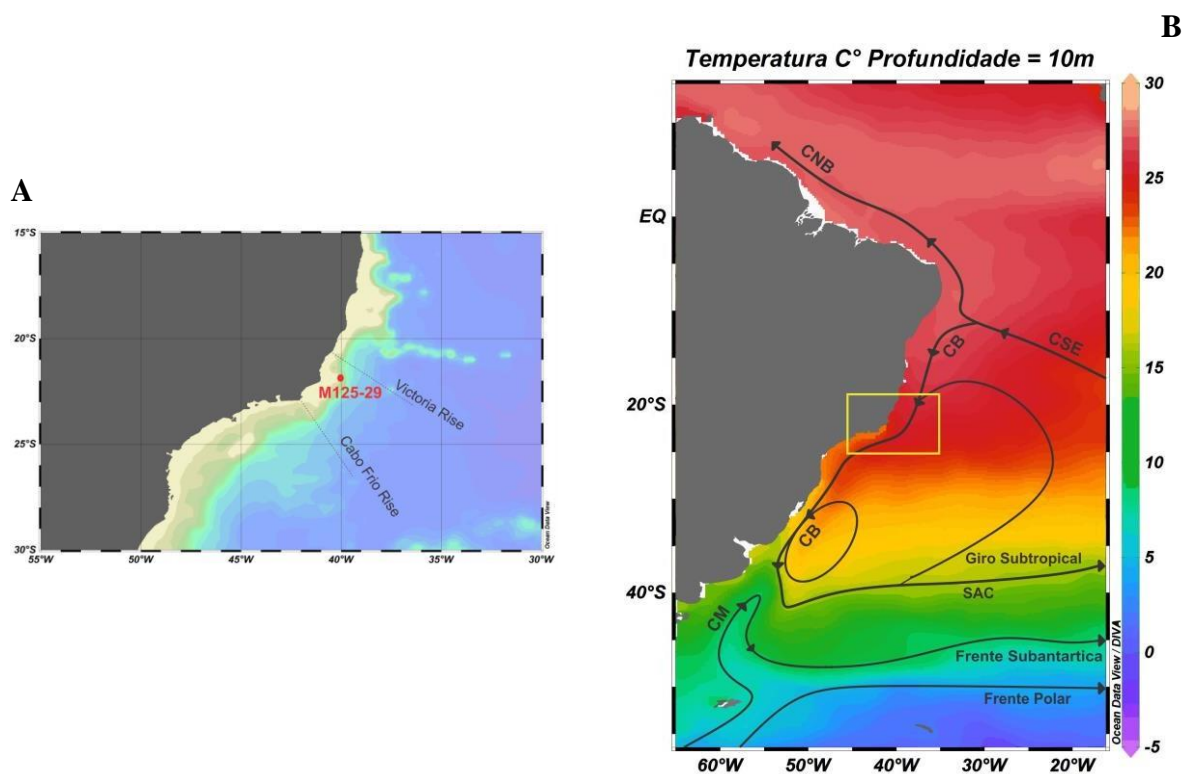 B
Temperatura C° Profundidade = 10m
30
25
20
15
10
5
0
-5
CNB
EQ
CB
CSE
20°S
CB
Giro Subtropical
SAC
40°S
CM
Frente Subantartica
Frente Polar
Ocean Data View / DIVA
60°W 50°W 40°W 30°W 20°W
A
15°S
20°S
M125-29
Victoria Rise
25°S
Cabo Frio Rise
30°S
55°W 50°W 45°W 40°W 35°W 30°W
Ocean Data View